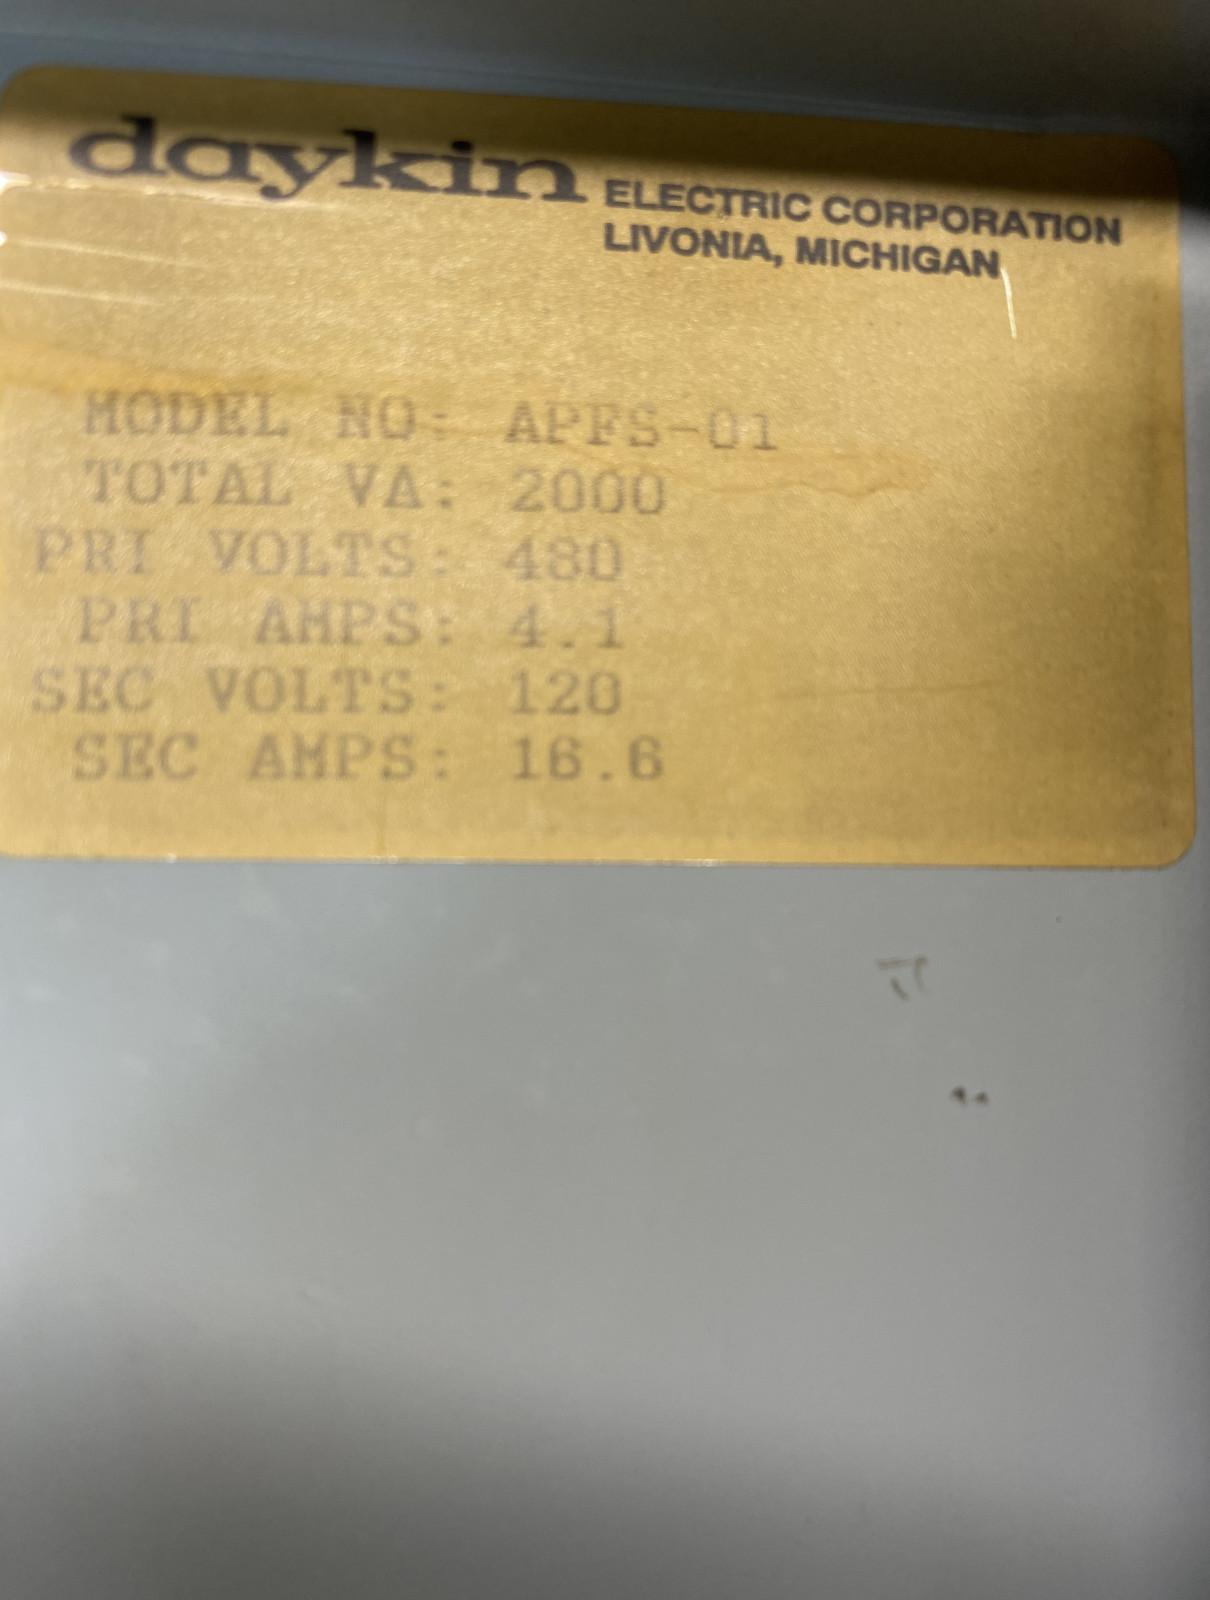 daykin ELECTRIC CORPORATION
LIVONIA, MICHIGAN
MODEL NO: APFS-01
TOTAL VA: 2000
PRI VOLTS: 480
PRI AMPS: 4.1
SEC VOLTS: 120
SEC AMPS: 16.6